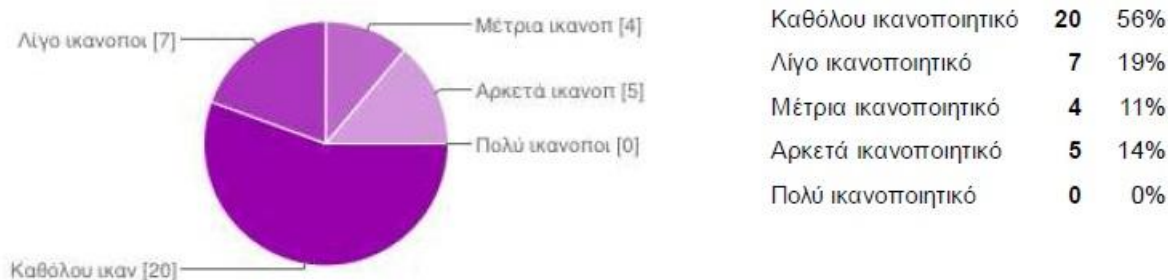 Λίγο ικανοποι [7]
Μέτρια ικανοπ [4]
Αρκετά ικανοπ [5]
Πολύ ικανοποι [0]
Καθόλου ικαν [20]
Καθόλου ικανοποιητικό 20 56%
Λίγο ικανοποιητικό 7 19%
Μέτρια ικανοποιητικό 4 11%
Αρκετά ικανοποιητικό 5 14%
Πολύ ικανοποιητικό 0 0%